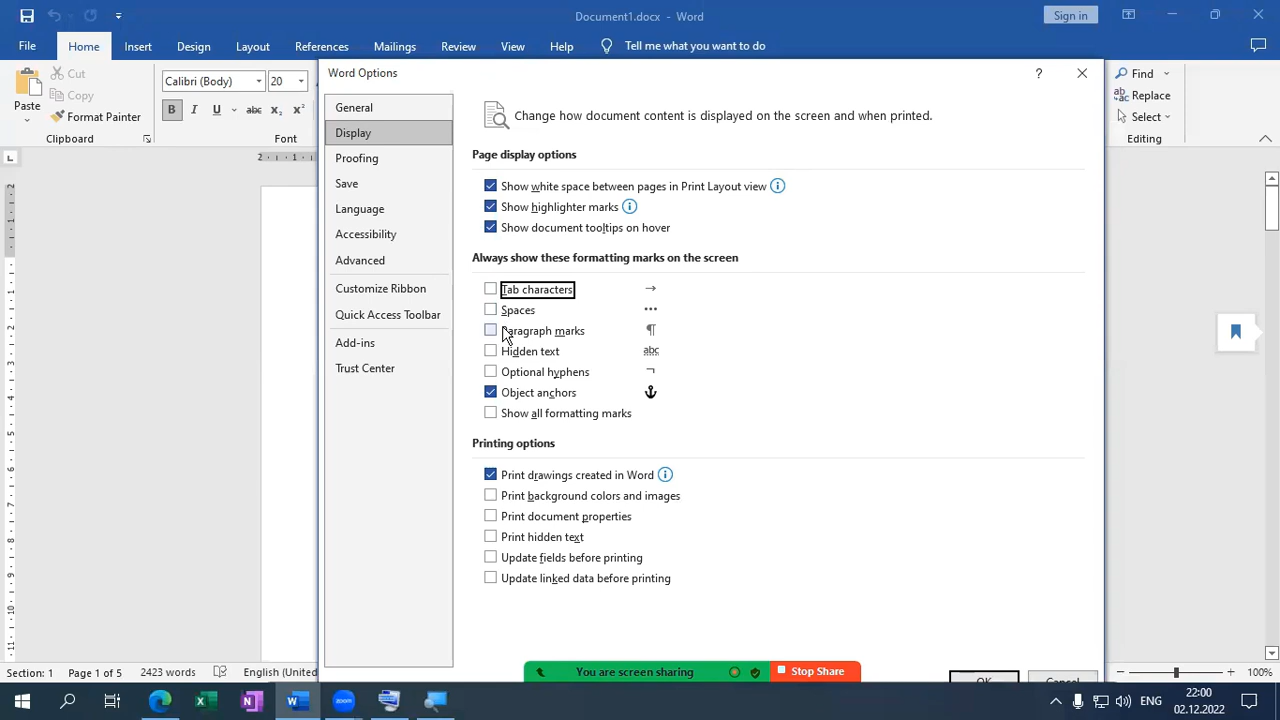 Document1.docx - Word
Sign in
File Home Insert Design Layout References Mailings Review View Help Tell me what you want to do
Paste
Cut
Copy
Format Painter
Clipboard
Calibri (Body) 20
B I U abc x₂ x²
Font
Find
Replace
Select
Editing
Word Options
General
Display
Proofing
Save
Language
Accessibility
Advanced
Customize Ribbon
Quick Access Toolbar
Add-ins
Trust Center
Change how document content is displayed on the screen and when printed.
Page display options
Show white space between pages in Print Layout view
Show highlighter marks
Show document tooltips on hover
Always show these formatting marks on the screen
Tab characters →
Spaces •••
Paragraph marks ¶
Hidden text abc
Optional hyphens ¬
Object anchors
Show all formatting marks
Printing options
Print drawings created in Word
Print background colors and images
Print document properties
Print hidden text
Update fields before printing
Update linked data before printing
OK Cancel
You are screen sharing Stop Share
Section: 1 Page 1 of 5 2423 words English (United
100%
zoom
ENG
22:00
02.12.2022